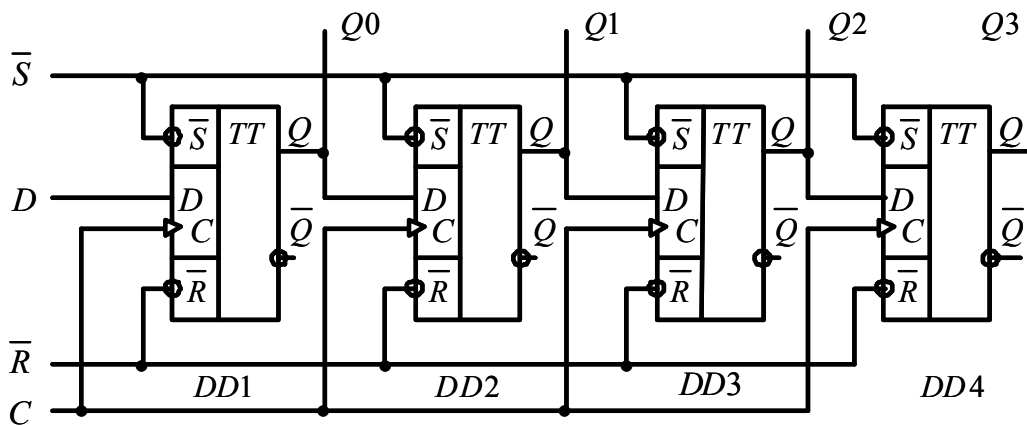 Q0 Q1 Q2 Q3
S̅
S̅ TT Q S̅ TT Q S̅ TT Q S̅ TT Q
D D D D D
C Q̅ C Q̅ C Q̅ C Q̅
R̅ R̅ R̅ R̅
R̅
DD1 DD2 DD3 DD4
C